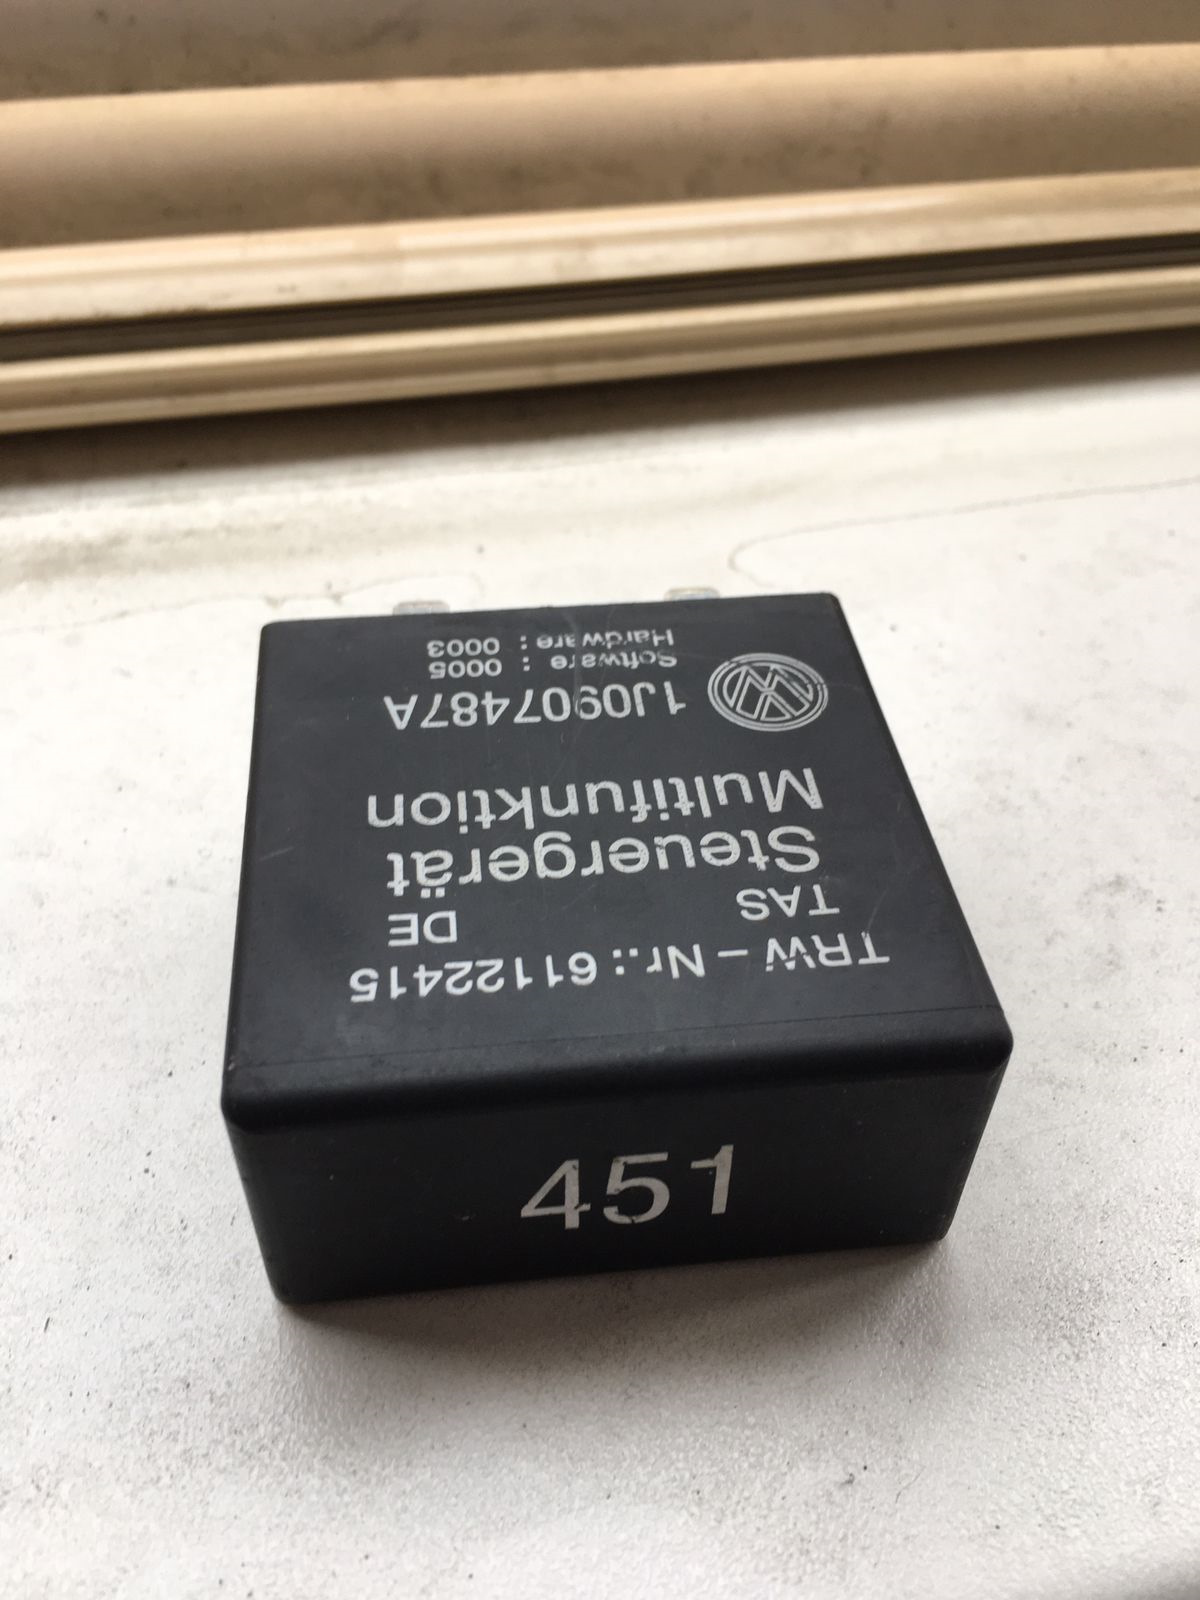 1J0907487A
Software : 0005
Hardware : 0003
Multifunktion
Steuergerät
TAS DE
TRW - Nr.: 61122415
451